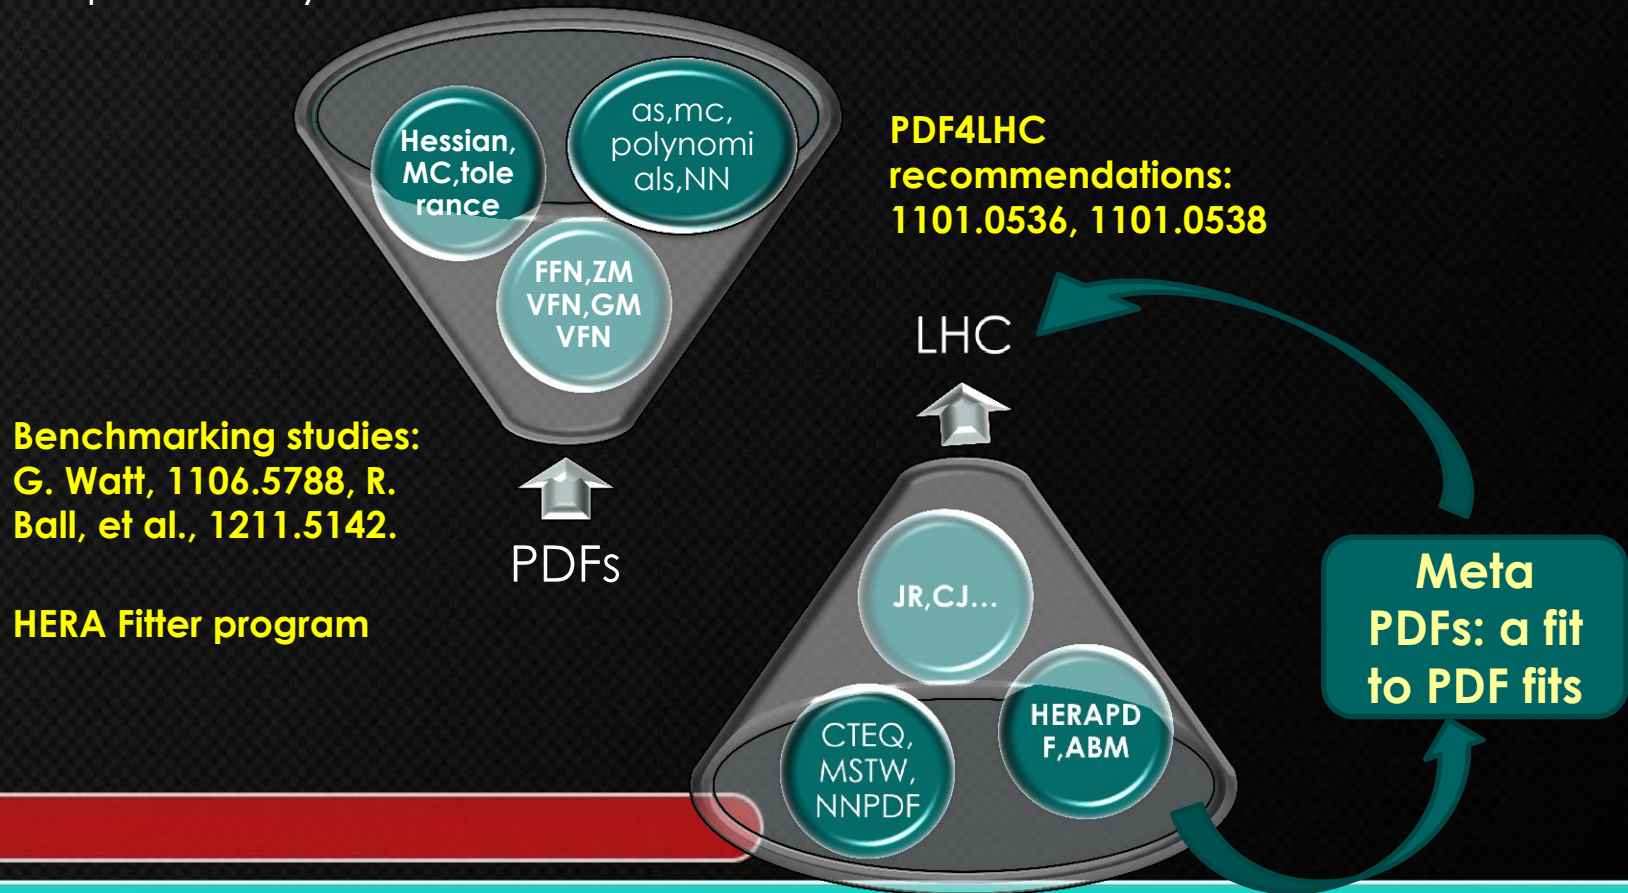 Hessian,
MC,tole
rance
as,mc,
polynomi
als,NN
FFN,ZM
VFN,GM
VFN
PDF4LHC
recommendations:
1101.0536, 1101.0538
LHC
Benchmarking studies:
G. Watt, 1106.5788, R.
Ball, et al., 1211.5142.
HERA Fitter program
PDFs
JR,CJ...
CTEQ,
MSTW,
NNPDF
HERAPD
F,ABM
Meta
PDFs: a fit
to PDF fits